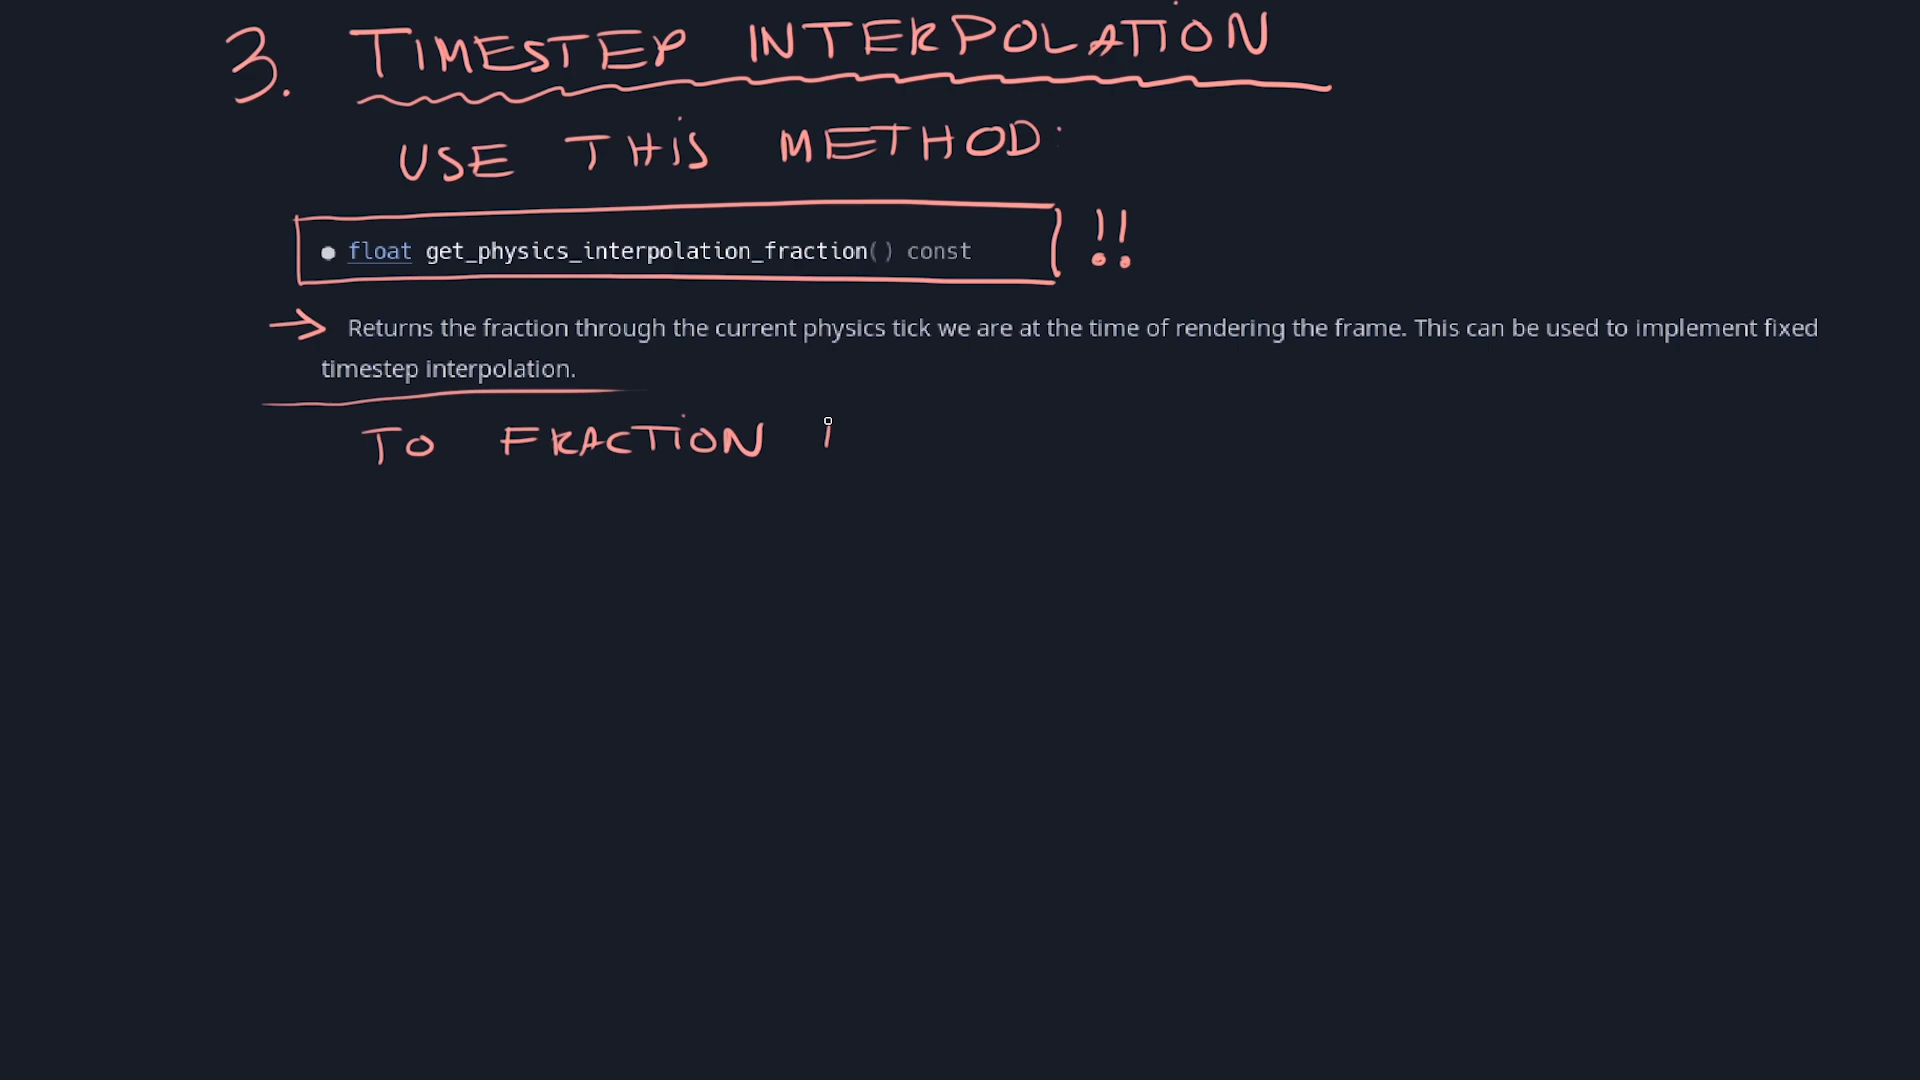 3. TIMESTEP INTERPOLATION
USE THIS METHOD:
● float get_physics_interpolation_fraction() const !!
→ Returns the fraction through the current physics tick we are at the time of rendering the frame. This can be used to implement fixed
timestep interpolation.
TO FRACTION I